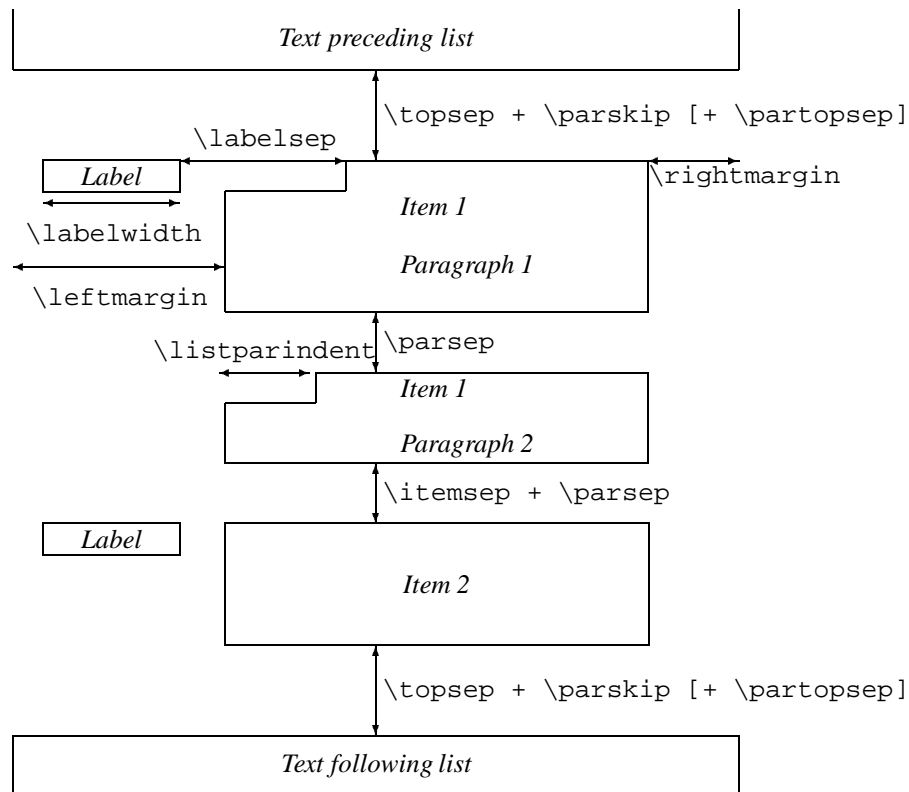 Text preceding list
\topsep + \parskip [+ \partopsep]
\labelsep
Label
\rightmargin
Item 1
\labelwidth
Paragraph 1
\leftmargin
\parsep
\listparindent
Item 1
Paragraph 2
\itemsep + \parsep
Label
Item 2
\topsep + \parskip [+ \partopsep]
Text following list